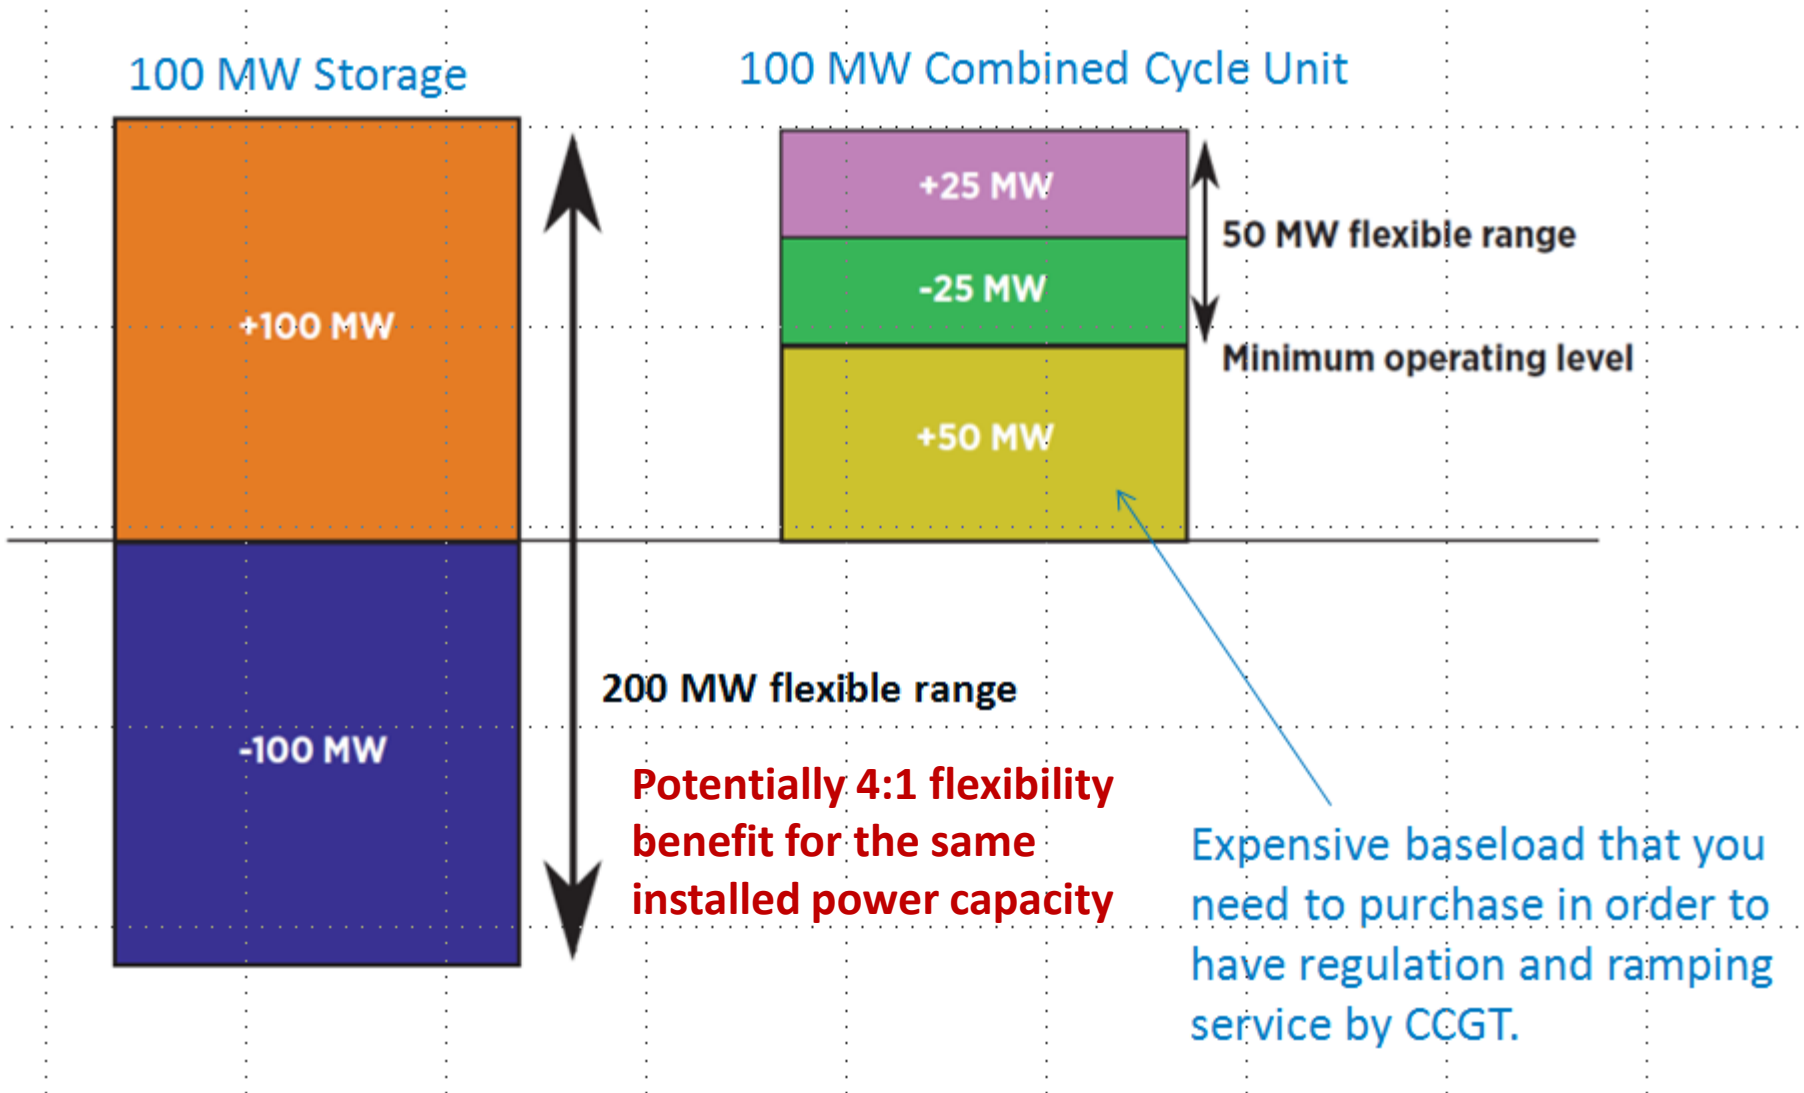 100 MW Storage
+100 MW
-100 MW
200 MW flexible range
Potentially 4:1 flexibility
benefit for the same
installed power capacity
100 MW Combined Cycle Unit
+25 MW
-25 MW
+50 MW
50 MW flexible range
Minimum operating level
Expensive baseload that you
need to purchase in order to
have regulation and ramping
service by CCGT.